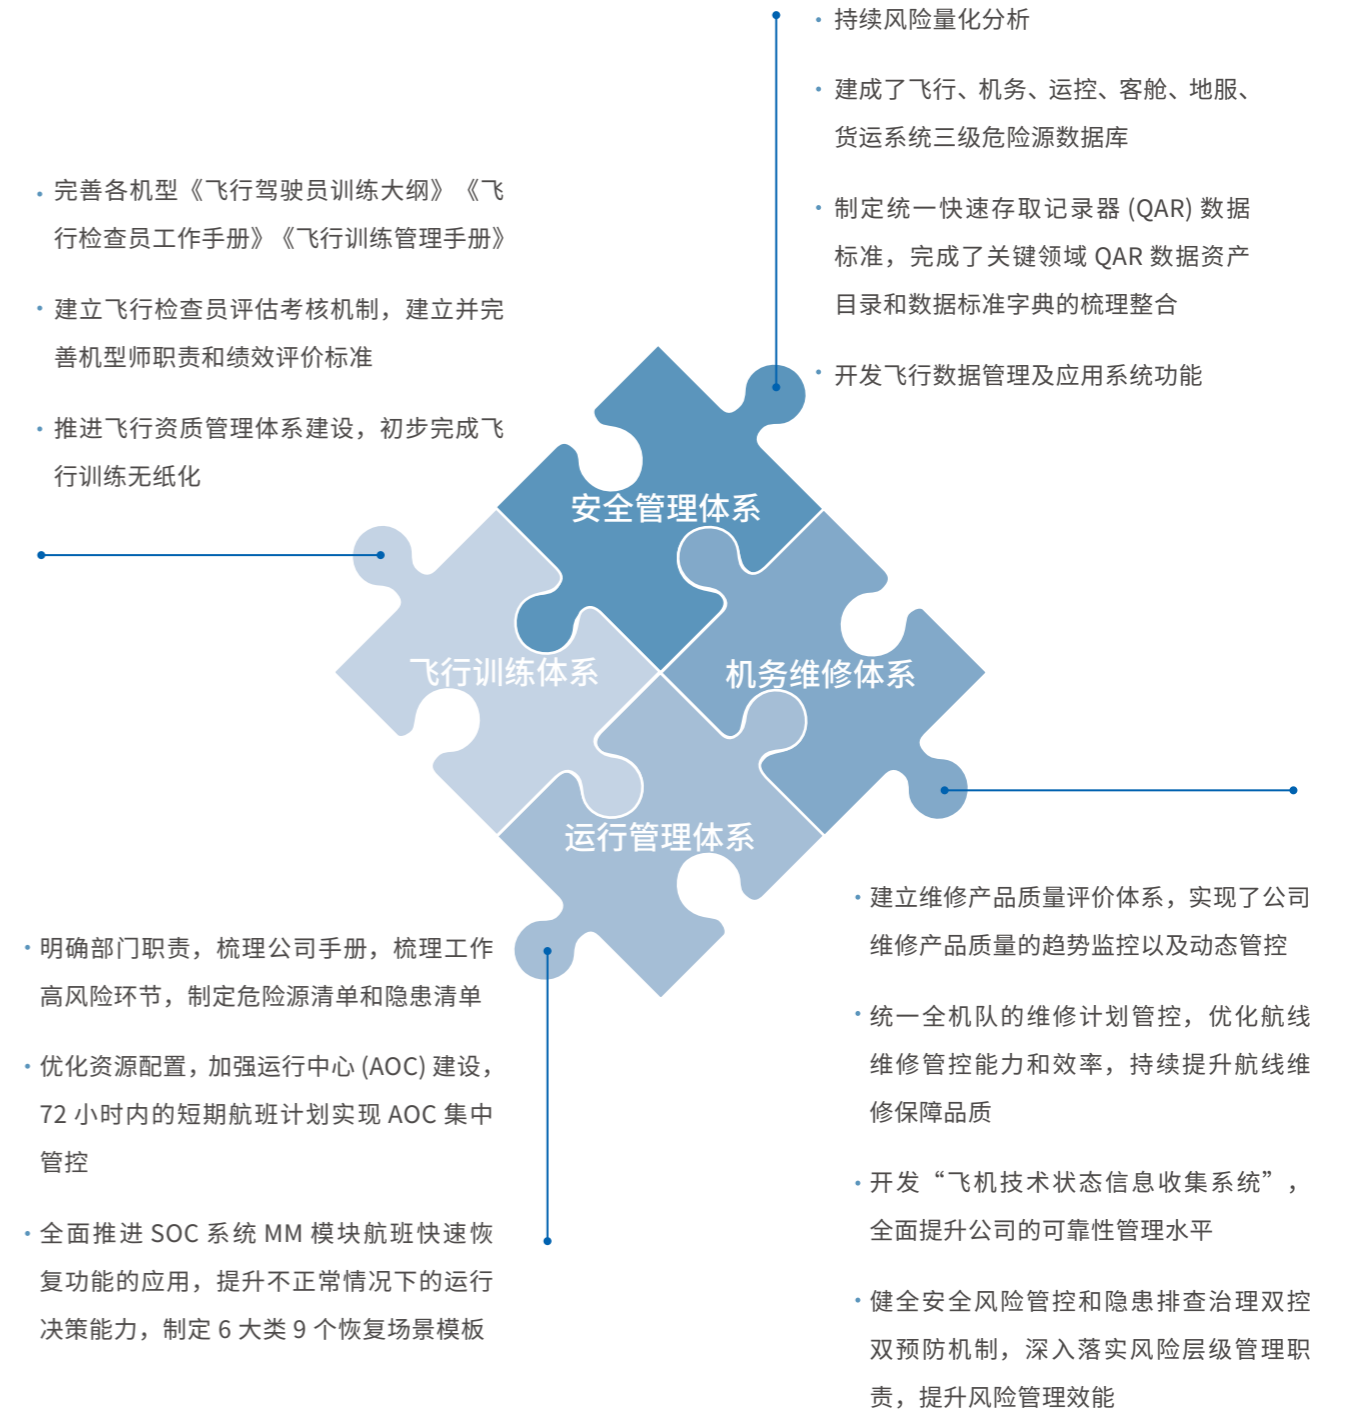 • 持续风险量化分析
• 建成了飞行、机务、运控、客舱、地服、
货运系统三级危险源数据库
• 制定统一快速存取记录器 (QAR) 数据
标准，完成了关键领域 QAR 数据资产
目录和数据标准字典的梳理整合
• 开发飞行数据管理及应用系统功能
• 完善各机型《飞行驾驶员训练大纲》《飞
行检查员工作手册》《飞行训练管理手册》
• 建立飞行检查员评估考核机制，建立并完
善机型师职责和绩效评价标准
• 推进飞行资质管理体系建设，初步完成飞
行训练无纸化
安全管理体系
飞行训练体系
机务维修体系
运行管理体系
• 明确部门职责，梳理公司手册，梳理工作
高风险环节，制定危险源清单和隐患清单
• 优化资源配置，加强运行中心 (AOC) 建设，
72 小时内的短期航班计划实现 AOC 集中
管控
• 全面推进 SOC 系统 MM 模块航班快速恢
复功能的应用，提升不正常情况下的运行
决策能力，制定 6 大类 9 个恢复场景模板
• 建立维修产品质量评价体系，实现了公司
维修产品质量的趋势监控以及动态管控
• 统一全机队的维修计划管控，优化航线
维修管控能力和效率，持续提升航线维
修保障品质
• 开发“飞机技术状态信息收集系统”，
全面提升公司的可靠性管理水平
• 健全安全风险管控和隐患排查治理双控
双预防机制，深入落实风险层级管理职
责，提升风险管理效能